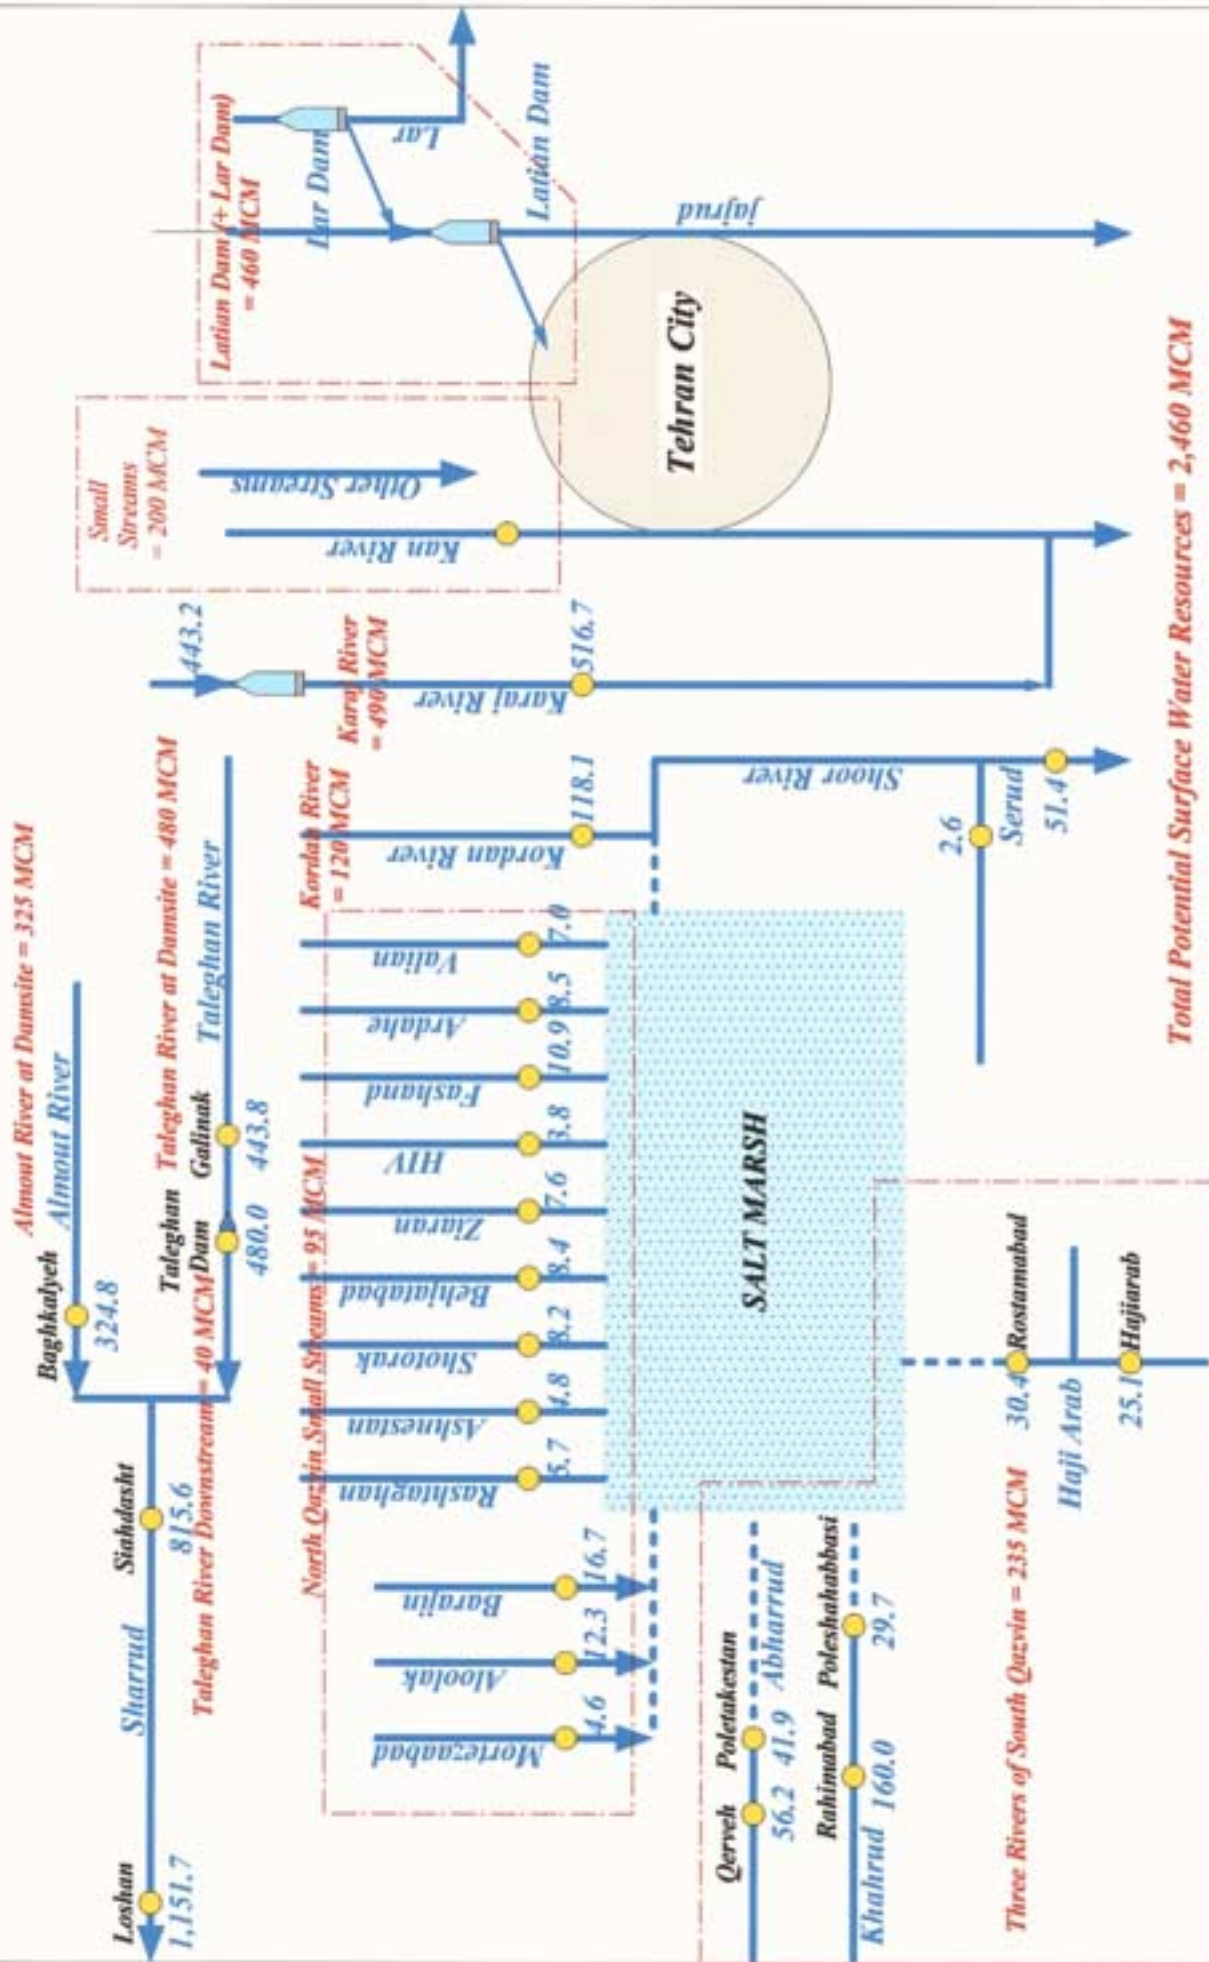 Almout River at Damsite = 325 MCM
Almout River
Baghkalyeh
324.8
Taleghan River at Damsite = 480 MCM
Taleghan River
Galinak
443.8
Taleghan
Dam
480.0
Taleghan River Downstream = 40 MCM
Siahdasht
815.6
Sharrud
Loshan
1,151.7
North Qazvin Small Streams = 95 MCM
Mortezaabad
4.6
Aloolak
12.3
Barajin
16.7
Rashtaghan
5.7
Ashnestan
4.8
Shotorak
8.2
Behjatabad
8.4
Ziaran
7.6
HIV
3.8
Fashand
10.9
Ardahe
8.5
Valian
7.0
Kordan River
= 120 MCM
Kordan River
118.1
Karaj River
= 490 MCM
443.2
Karaj River
516.7
Small
Streams
= 200 MCM
Kan River
Other Streams
Latian Dam (+ Lar Dam)
= 460 MCM
Lar Dam
Lar
Latian Dam
jajrud
Tehran City
Shoor River
2.6
Serud
51.4
SALT MARSH
Qerveh
56.2
Poletakestan
41.9
Abharrud
Rahimabad
160.0
Poleshahabbasi
29.7
Khahrud
Three Rivers of South Qazvin = 235 MCM
30.4
Rostamabad
Haji Arab
25.1
Hajiarab
Total Potential Surface Water Resources = 2,460 MCM